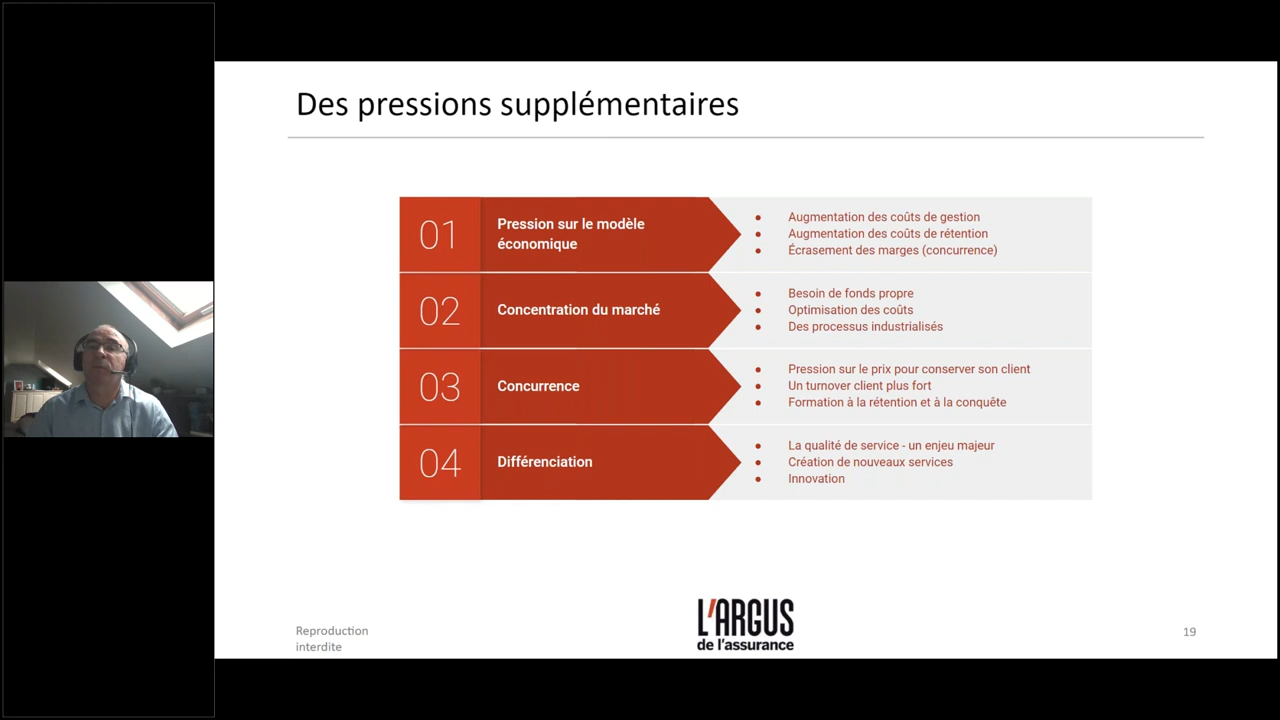 Des pressions supplémentaires
01
Pression sur le modèle
économique
● Augmentation des coûts de gestion
● Augmentation des coûts de rétention
● Écrasement des marges (concurrence)
02
Concentration du marché
● Besoin de fonds propre
● Optimisation des coûts
● Des processus industrialisés
03
Concurrence
● Pression sur le prix pour conserver son client
● Un turnover client plus fort
● Formation à la rétention et à la conquête
04
Différenciation
● La qualité de service - un enjeu majeur
● Création de nouveaux services
● Innovation
Reproduction
interdite
L'ARGUS
de l'assurance
19